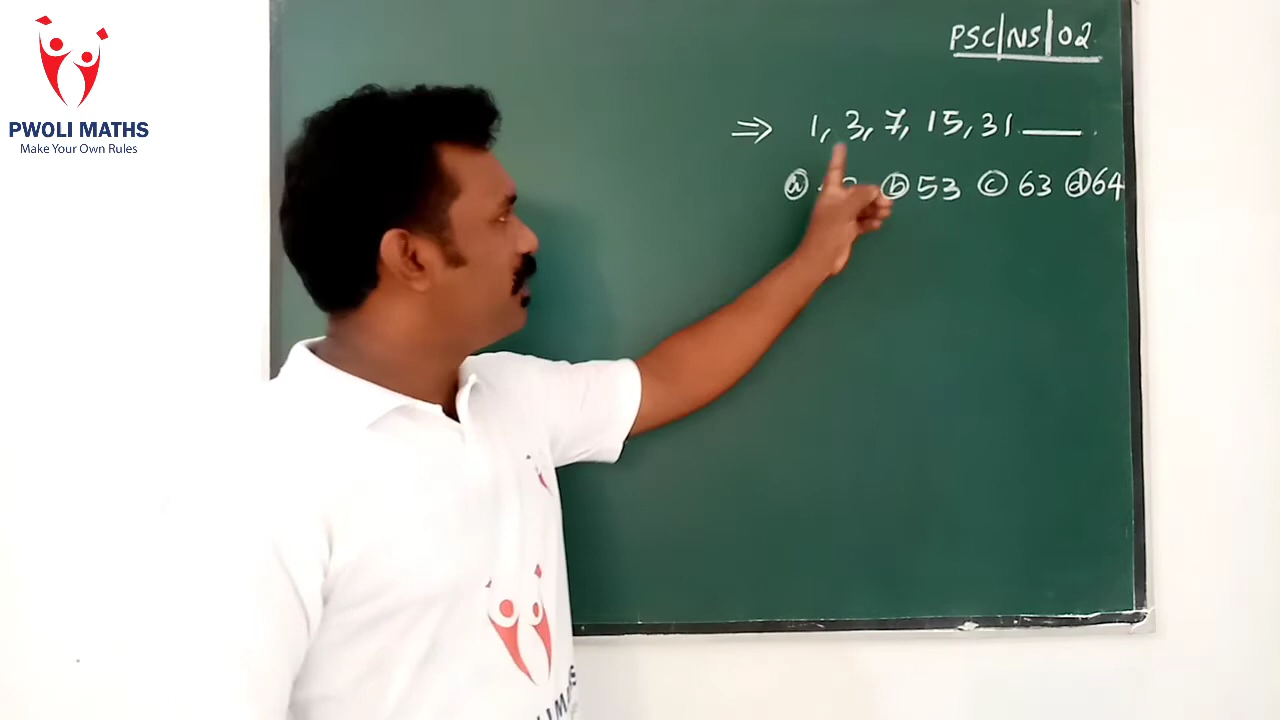 PWOLI MATHS
Make Your Own Rules
PSC/NS/02
⇒ 1, 3, 7, 15, 31 ___.
ⓐ ⓑ 53 ⓒ 63 ⓓ 64